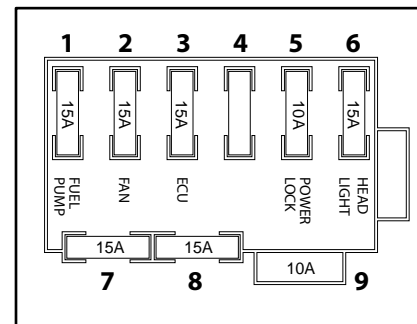 1 2 3 4 5 6
15A 15A 15A 10A 15A
FUEL
PUMP
FAN
ECU
POWER
LOCK
HEAD
LIGHT
15A 15A
10A
7 8 9